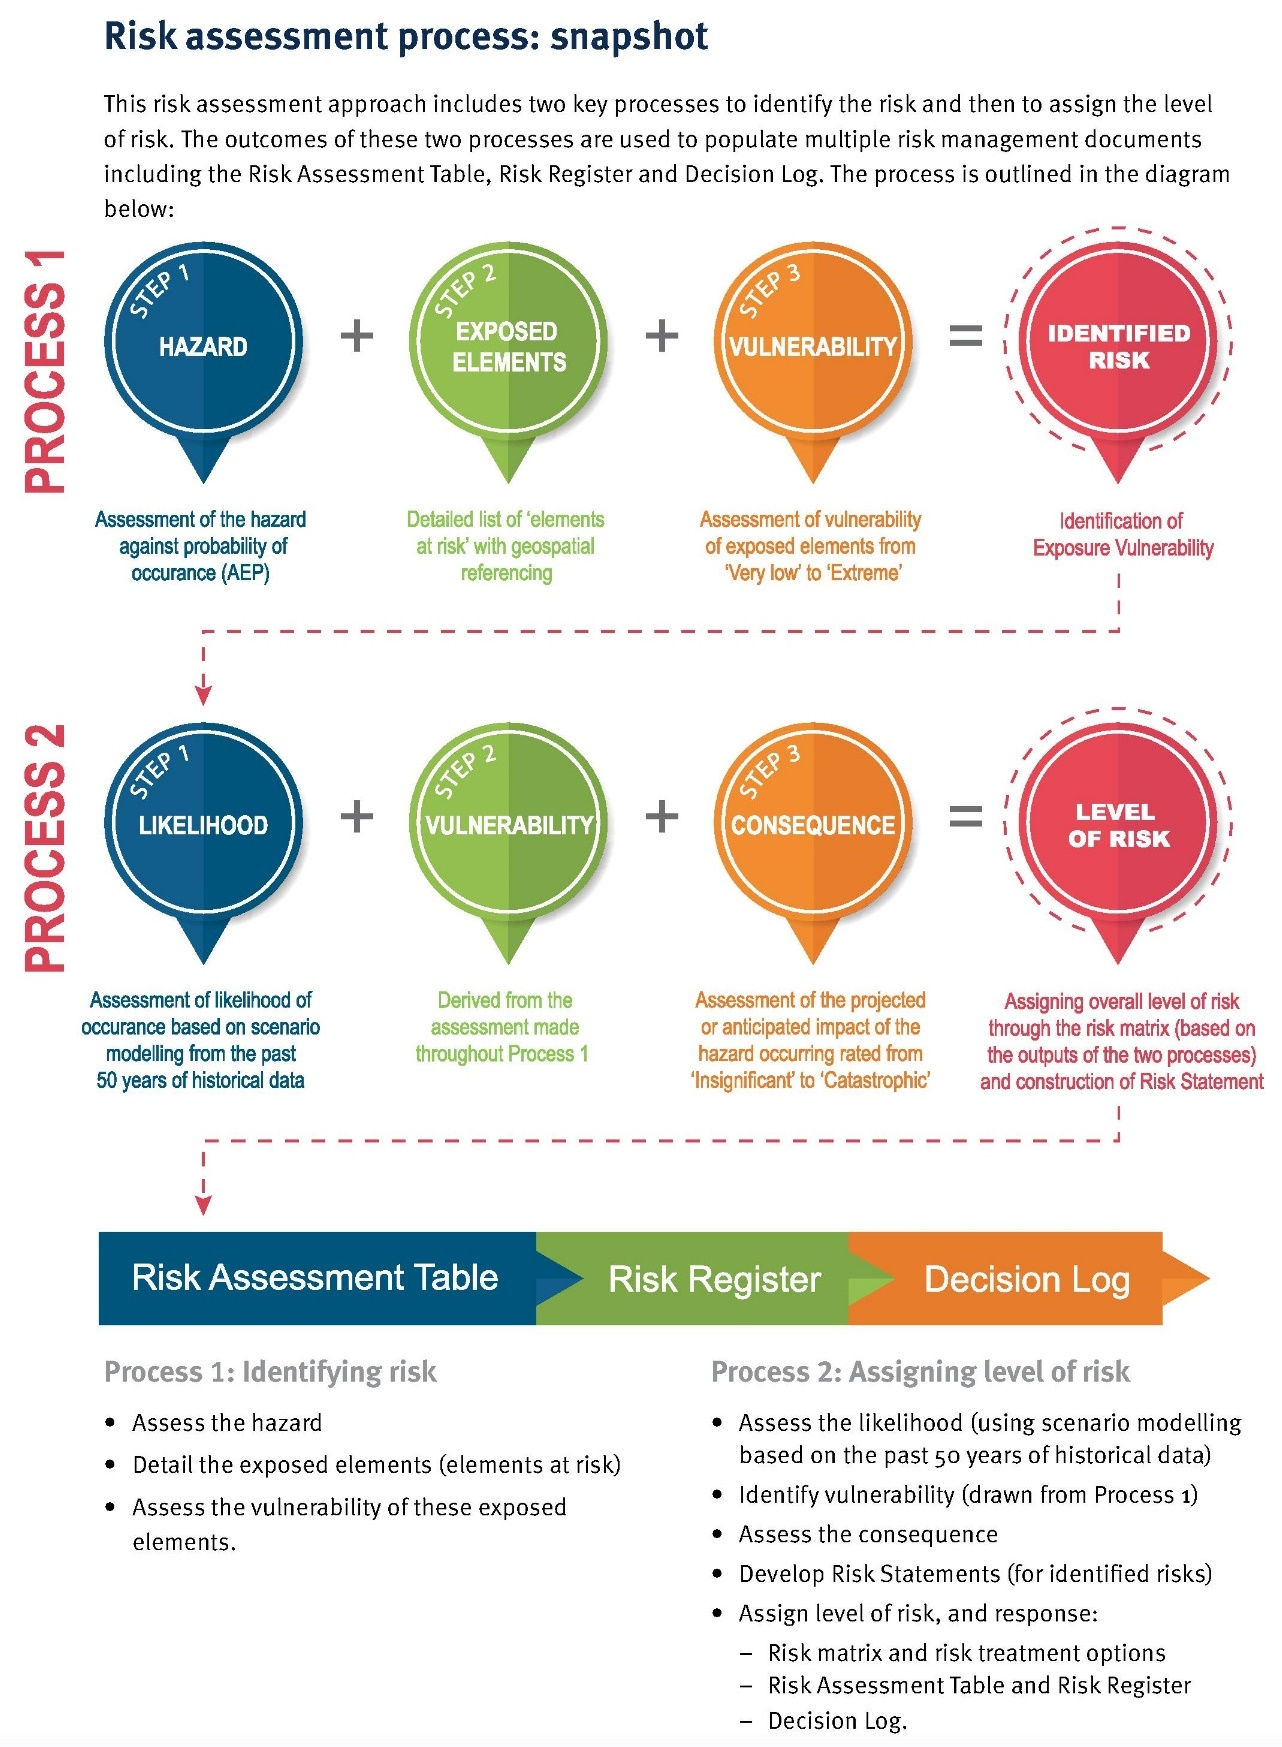 Risk assessment process: snapshot
This risk assessment approach includes two key processes to identify the risk and then to assign the level
of risk. The outcomes of these two processes are used to populate multiple risk management documents
including the Risk Assessment Table, Risk Register and Decision Log. The process is outlined in the diagram
below:
PROCESS 1
STEP 1
HAZARD
+
STEP 2
EXPOSED
ELEMENTS
+
STEP 3
VULNERABILITY
=
IDENTIFIED
RISK
Assessment of the hazard
against probability of
occurance (AEP)
Detailed list of ‘elements
at risk’ with geospatial
referencing
Assessment of vulnerability
of exposed elements from
‘Very low’ to ‘Extreme’
Identification of
Exposure Vulnerability
PROCESS 2
STEP 1
LIKELIHOOD
+
STEP 2
VULNERABILITY
+
STEP 3
CONSEQUENCE
=
LEVEL
OF RISK
Assessment of likelihood of
occurance based on scenario
modelling from the past
50 years of historical data
Derived from the
assessment made
throughout Process 1
Assessment of the projected
or anticipated impact of the
hazard occurring rated from
‘Insignificant’ to ‘Catastrophic’
Assigning overall level of risk
through the risk matrix (based on
the outputs of the two processes)
and construction of Risk Statement
Risk Assessment Table
Risk Register
Decision Log
Process 1: Identifying risk
• Assess the hazard
• Detail the exposed elements (elements at risk)
• Assess the vulnerability of these exposed
elements.
Process 2: Assigning level of risk
• Assess the likelihood (using scenario modelling
based on the past 50 years of historical data)
• Identify vulnerability (drawn from Process 1)
• Assess the consequence
• Develop Risk Statements (for identified risks)
• Assign level of risk, and response:
– Risk matrix and risk treatment options
– Risk Assessment Table and Risk Register
– Decision Log.